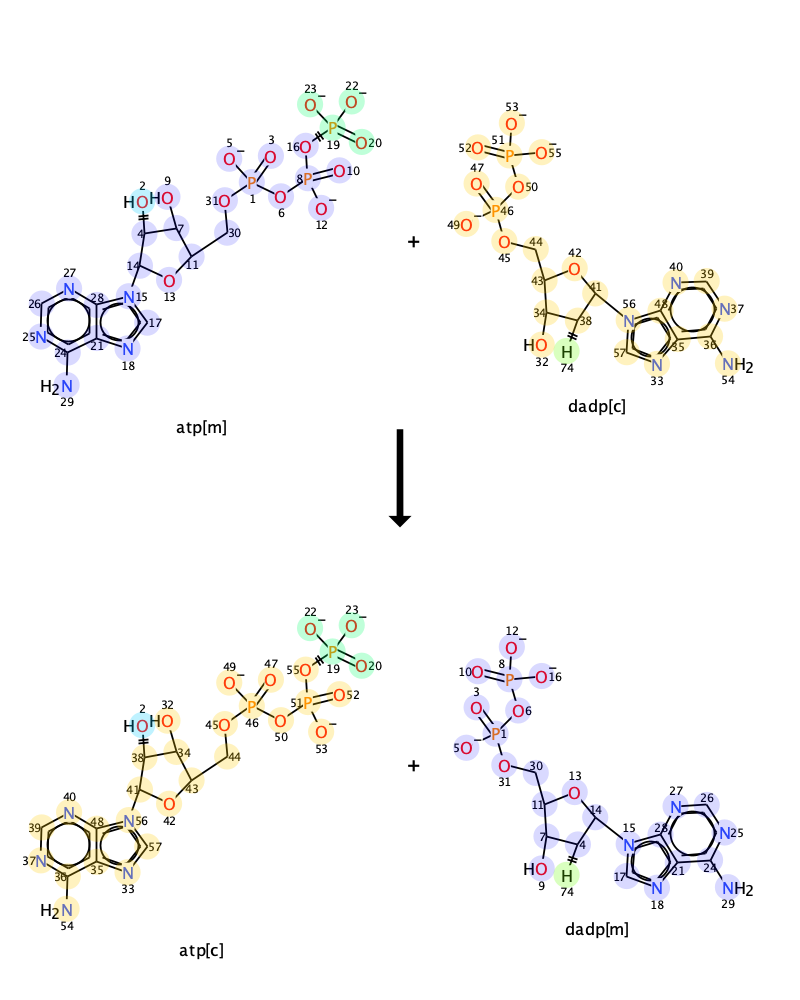 23 22
O⁻ O⁻
53
O⁻
5 3 16 P O 20
19
52 O 51 P O⁻ 55
2 9 O⁻ O O
HO HO 31 O P 8 P O 10
1 O 6 O⁻ 12
47 O O 50
P 46
49 O⁻
4 7 30
+
O 45 44 42 O 40 39
27 14 11 O 13
43 41 N N 37
26 N 28 N 15
34 38 56 N 48
25 N 21 17
24 N 18
HO 32 H 74 57 N 33 35 36
H₂N 29
NH₂ 54
atp[m]
dadp[c]
22 23
O⁻ O⁻
12
O⁻
49 47 55 O P O 20
19
10 O 8 P O⁻ 16
2 32 O⁻ O
HO HO 45 O P 51 P O 52
46 O 50 O⁻ 53
3 O O 6
P 1
5 O⁻
38 34 44
+
O 31 30 13 O 27 26
40 41 43 O 42
11 14 N N 25
39 N 48 N 56
7 4 15 N 28
37 N 35 57
36 N 33
HO 9 H 74 17 N 18 21 24
H₂N 54
NH₂ 29
atp[c]
dadp[m]